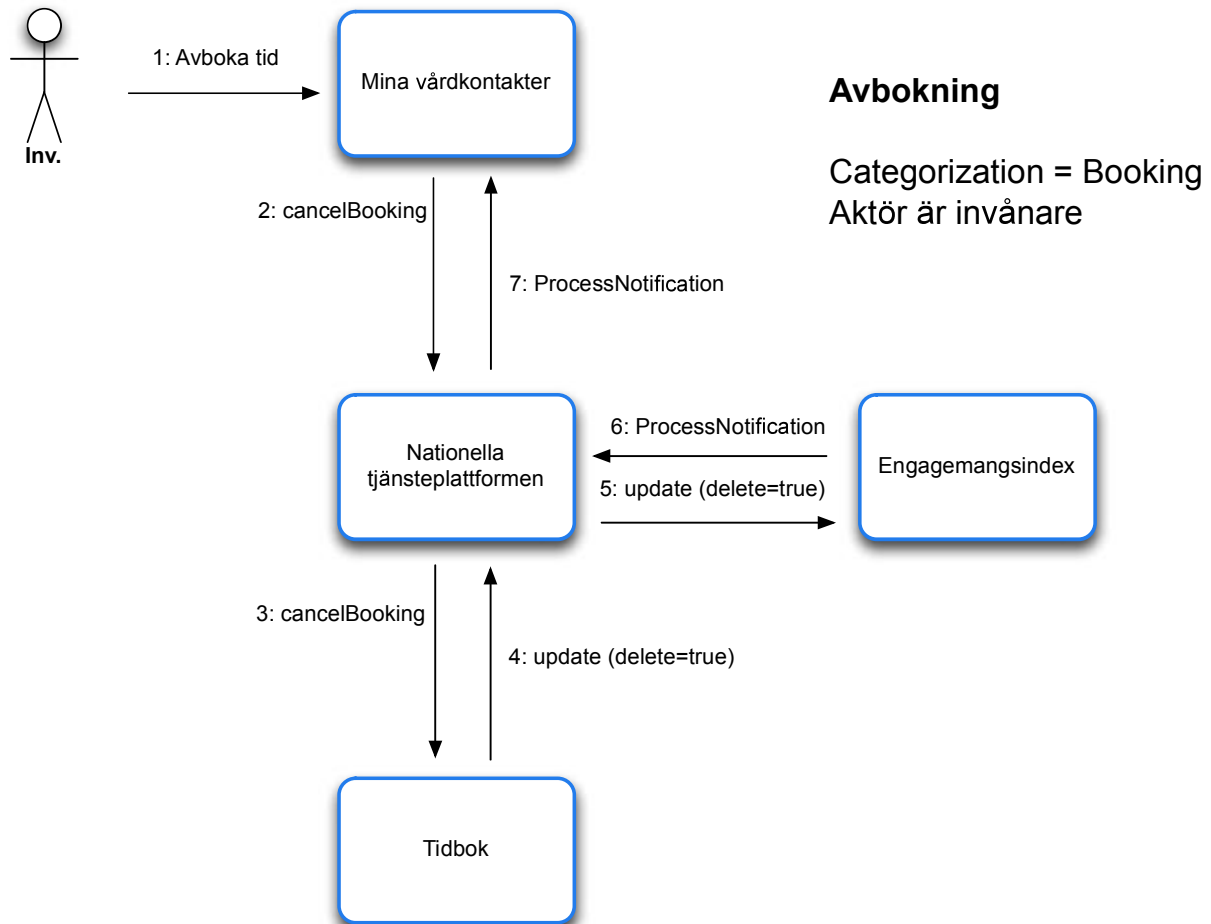 1: Avboka tid
Mina vårdkontakter
Inv.
Avbokning
Categorization = Booking
Aktör är invånare
2: cancelBooking
7: ProcessNotification
Nationella
tjänsteplattformen
6: ProcessNotification
5: update (delete=true)
Engagemangsindex
3: cancelBooking
4: update (delete=true)
Tidbok